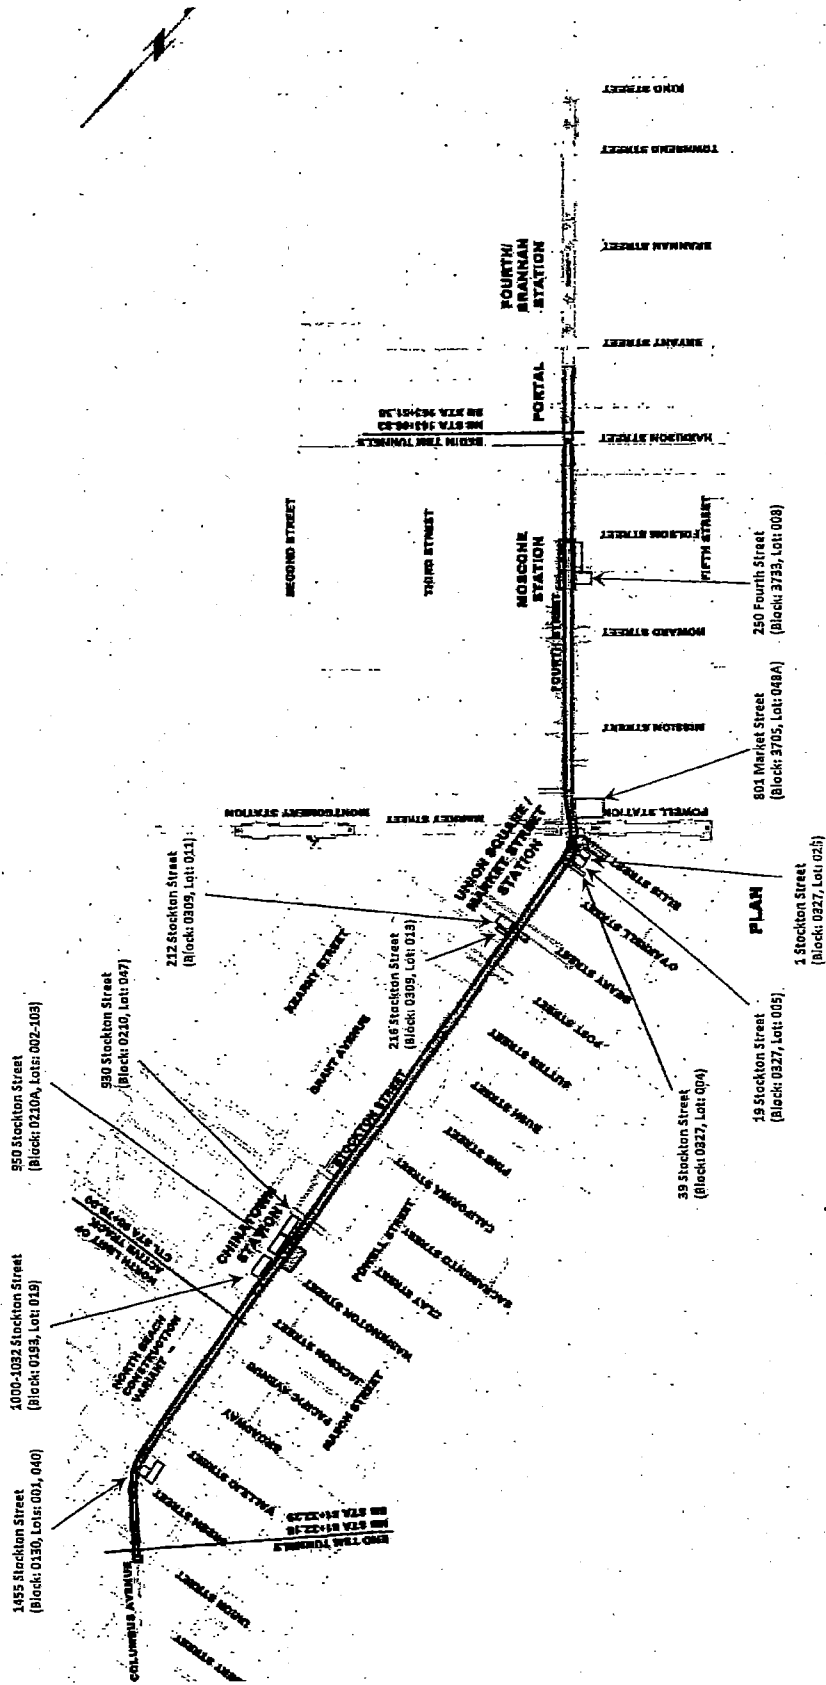 1455 Stockton Street
(Block: 0130, Lots: 001, 040)
1000-1032 Stockton Street
(Block: 0193, Lot: 019)
950 Stockton Street
(Block: 0210A, Lots: 002-103)
930 Stockton Street
(Block: 0210, Lot: 047)
212 Stockton Street
(Block: 0309, Lot: 011)
216 Stockton Street
(Block: 0309, Lot: 013)
39 Stockton Street
(Block: 0327, Lot: 004)
19 Stockton Street
(Block: 0327, Lot: 005)
1 Stockton Street
(Block: 0327, Lot: 025)
801 Market Street
(Block: 3705, Lot: 048A)
250 Fourth Street
(Block: 3733, Lot: 008)
COLUMBUS AVENUE
UNION STREET
GREEN STREET
VALLEJO STREET
BROADWAY
PACIFIC AVENUE
JACKSON STREET
WASHINGTON STREET
CLAY STREET
SACRAMENTO STREET
CALIFORNIA STREET
PINE STREET
BUSH STREET
SUTTER STREET
POST STREET
GEARY STREET
O'FARRELL STREET
ELLIS STREET
MASON STREET
POWELL STREET
STOCKTON STREET
GRANT AVENUE
KEARNY STREET
END TBM TUNNELS
NORTH BEACH
CONSTRUCTION
VARIANT
NORTH LIMIT OF
ACTIVE TRACK
CHINATOWN
STATION
UNION SQUARE /
MARKET STREET
STATION
MONTGOMERY STATION
MARKET STREET
POWELL STATION
MISSION STREET
HOWARD STREET
FOLSOM STREET
HARRISON STREET
BRYANT STREET
BRANNAN STREET
TOWNSEND STREET
KING STREET
SECOND STREET
THIRD STREET
FOURTH STREET
FIFTH STREET
MOSCONE
STATION
BEGIN TBM TUNNELS
PORTAL
FOURTH/
BRANNAN
STATION
PLAN